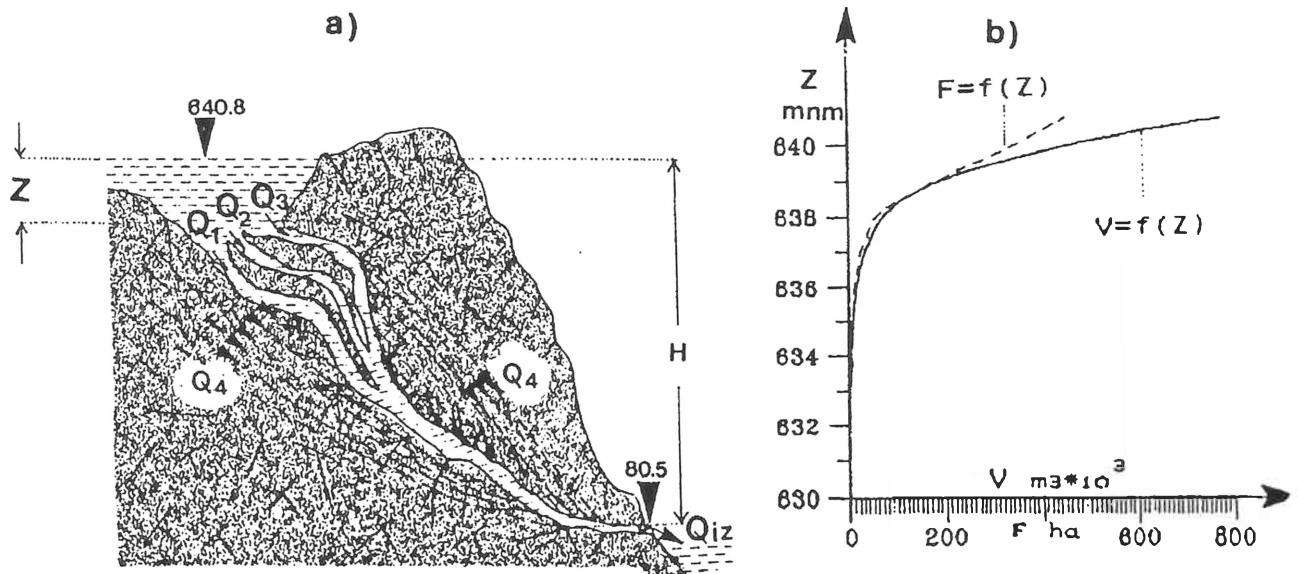 a)
640.8
Z
Q1
Q2
Q3
Q4
Q4
H
80.5
Qiz
b)
Z
mnm
F=f(Z)
V=f(Z)
640
638
636
634
632
630
V m3*10³
F ha
0
200
600
800